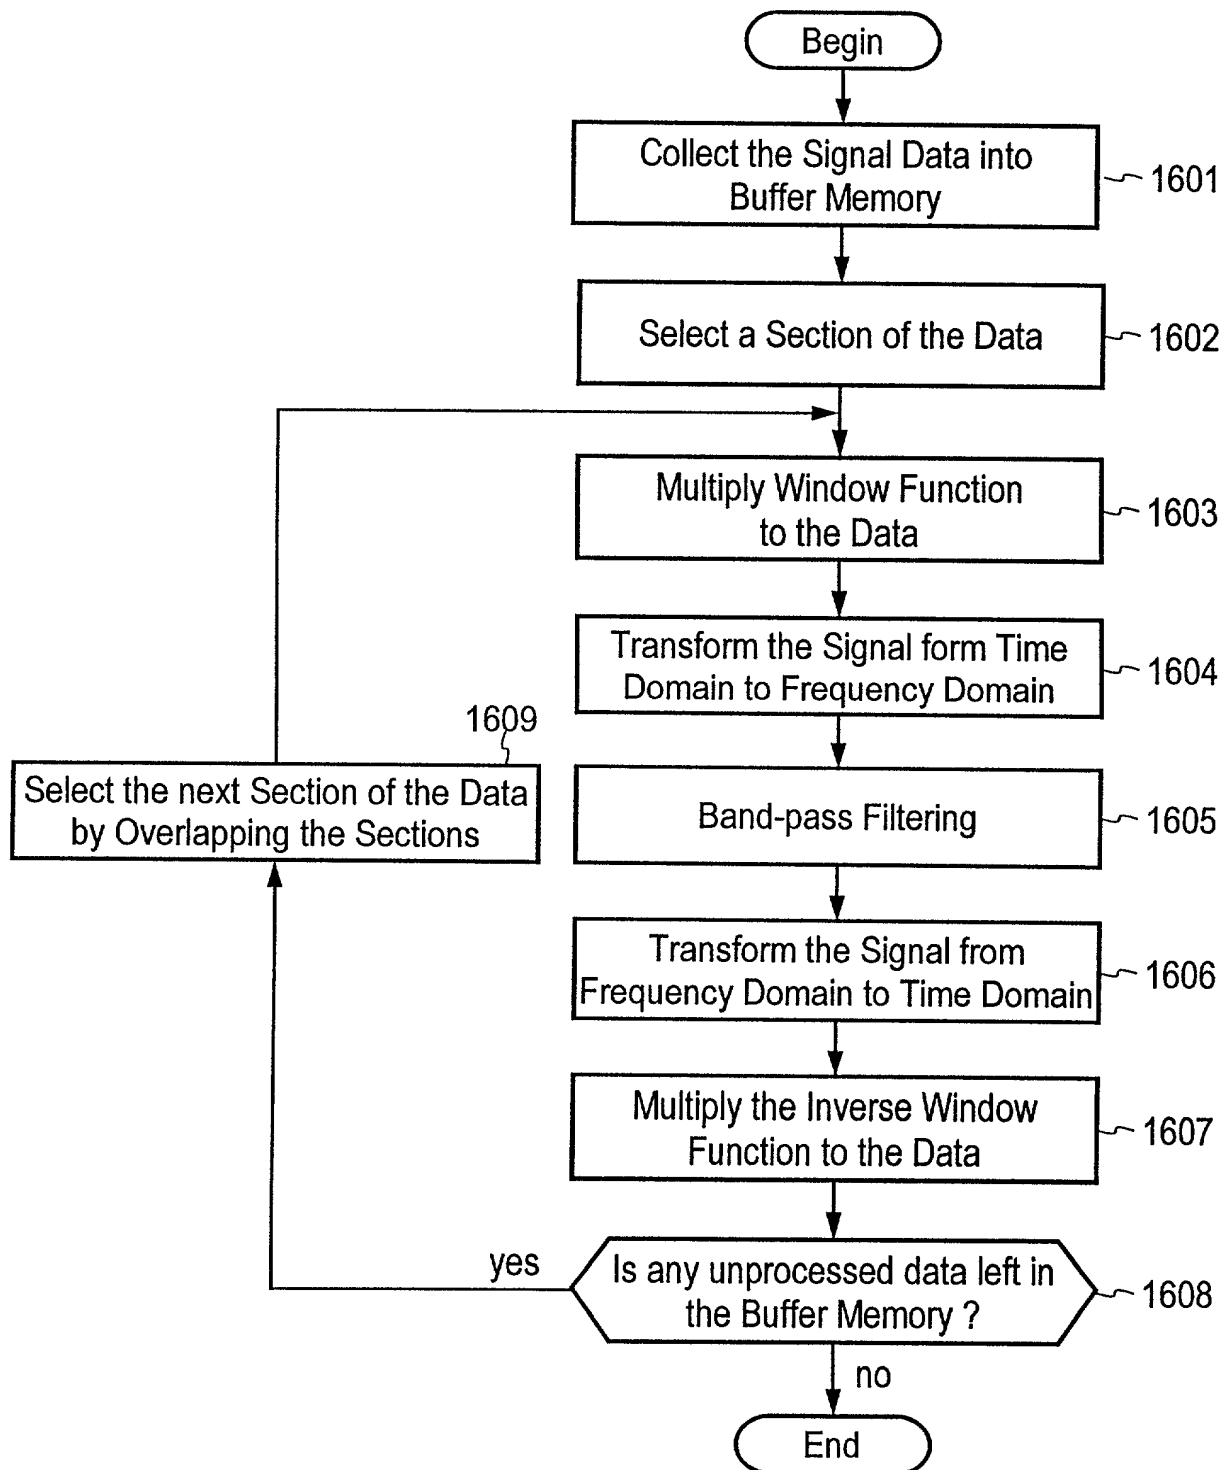 Begin
Collect the Signal Data into
Buffer Memory
1601
Select a Section of the Data
1602
Multiply Window Function
to the Data
1603
Transform the Signal form Time
Domain to Frequency Domain
1604
1609
Select the next Section of the Data
by Overlapping the Sections
Band-pass Filtering
1605
Transform the Signal from
Frequency Domain to Time Domain
1606
Multiply the Inverse Window
Function to the Data
1607
yes
Is any unprocessed data left in
the Buffer Memory ?
1608
no
End